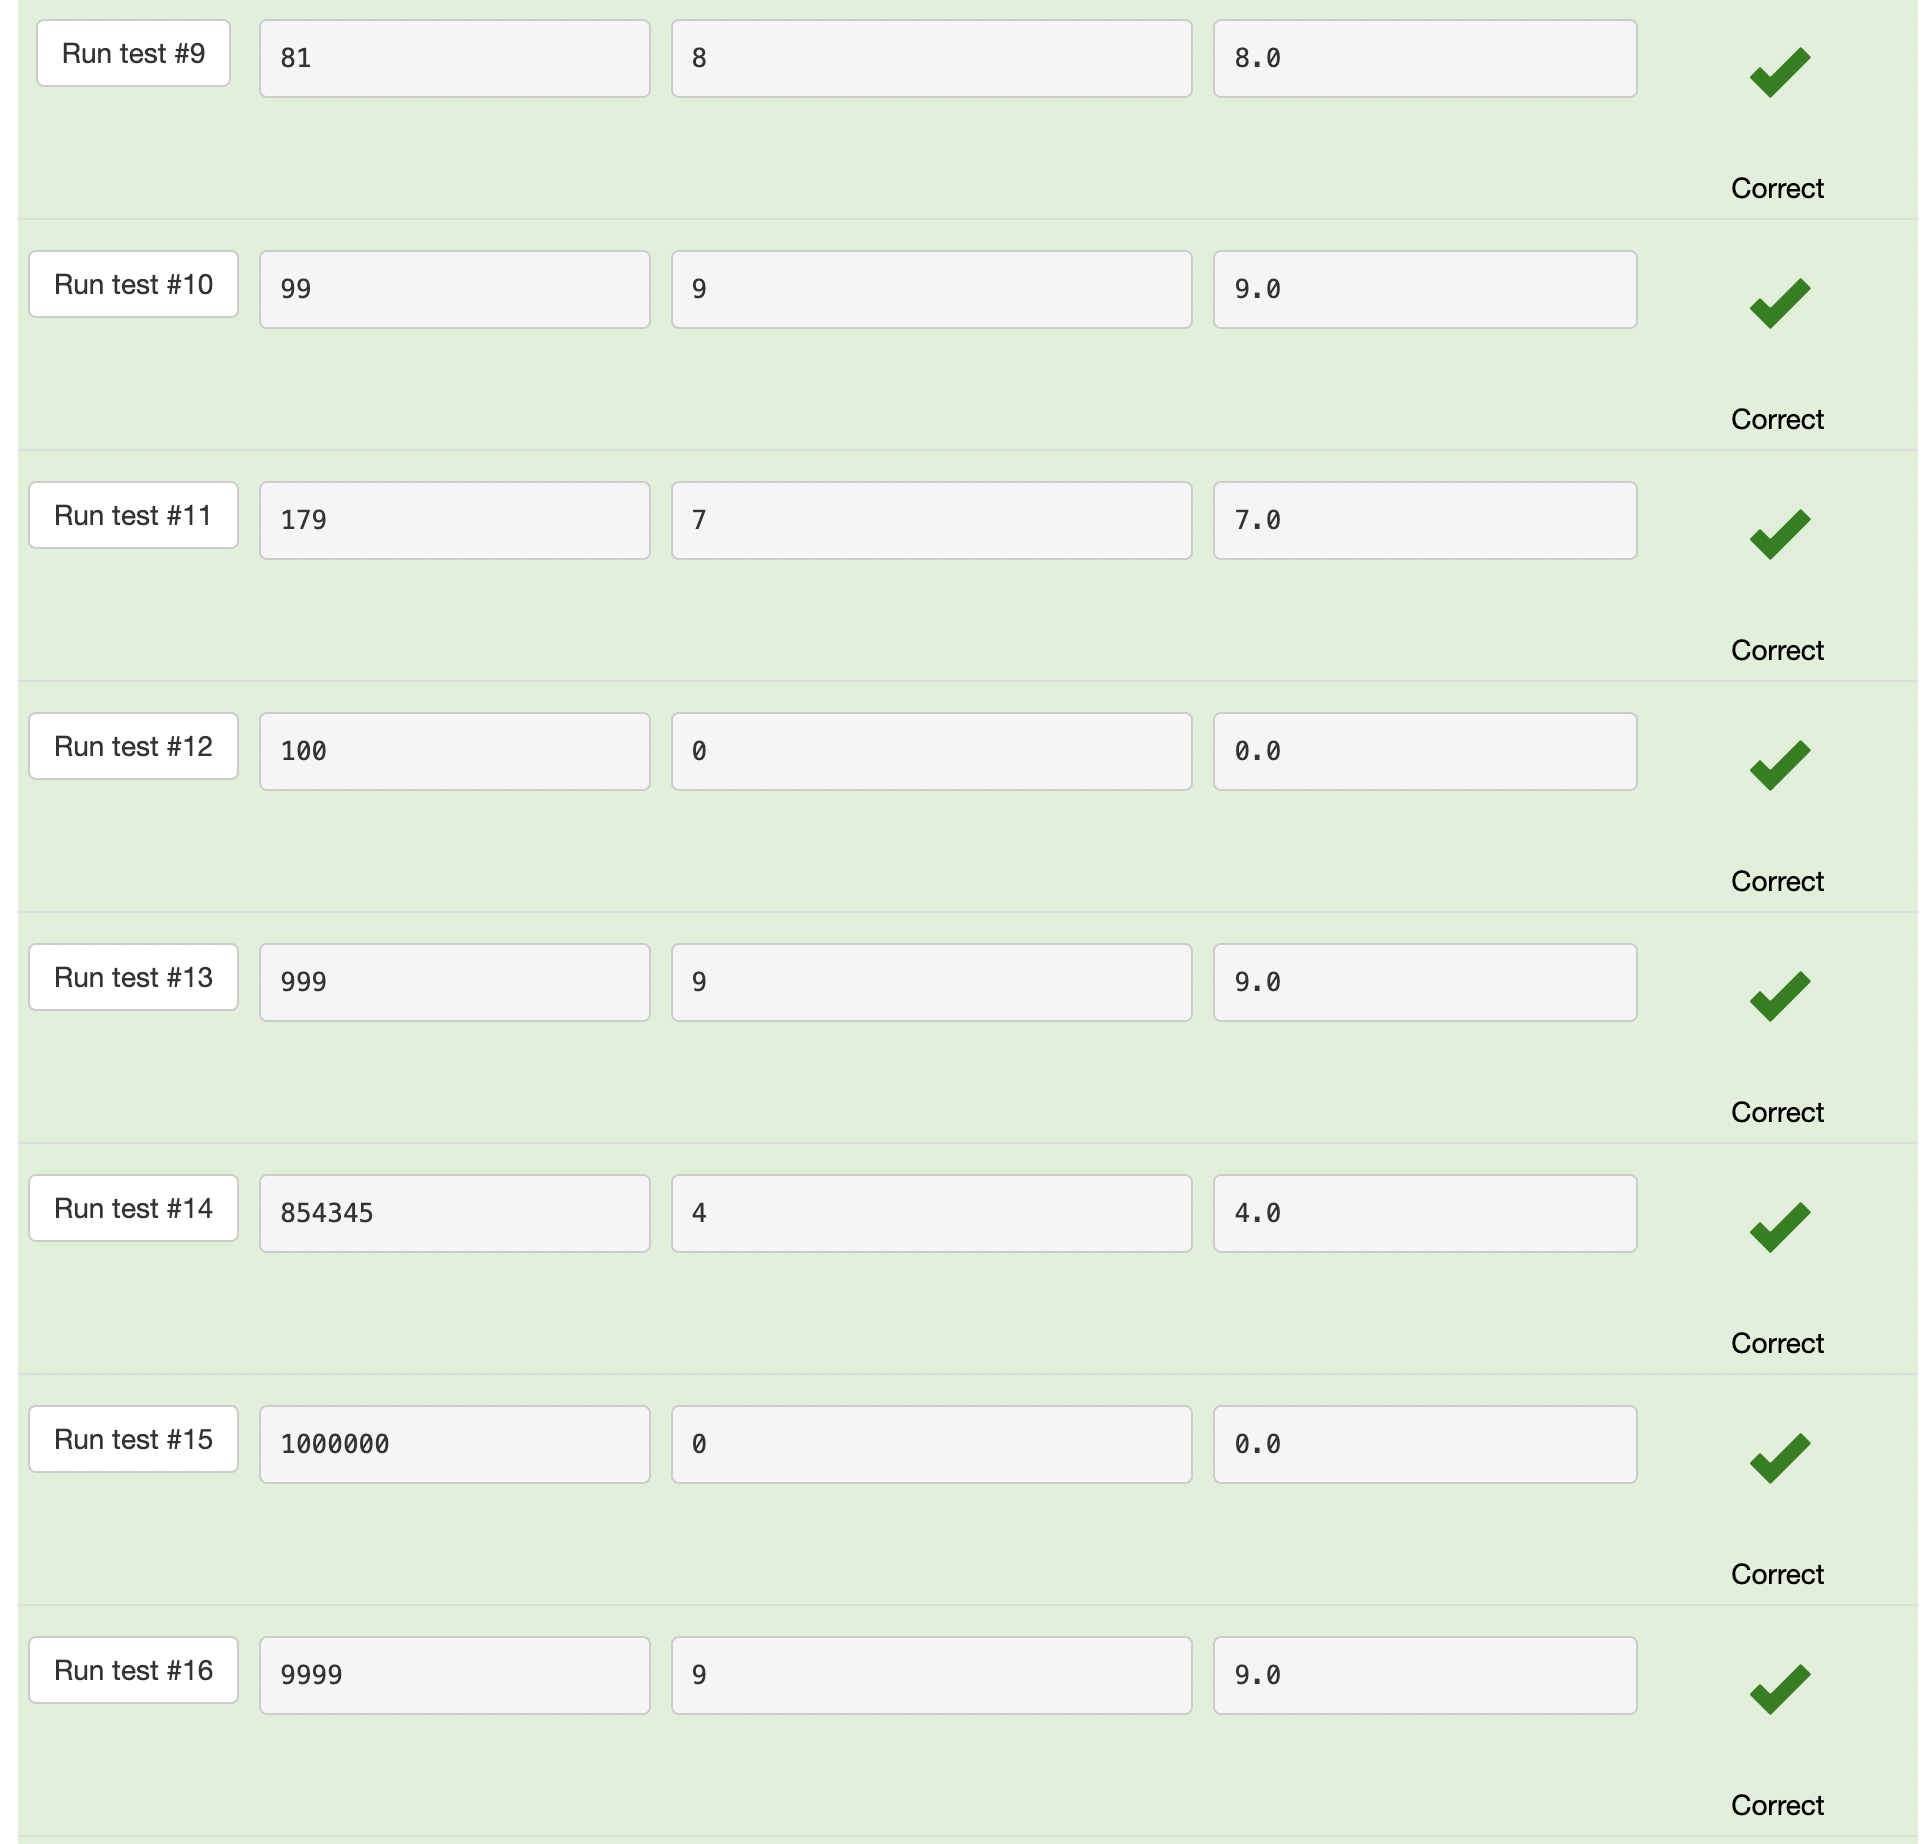 Run test #9 81 8 8.0
Correct
Run test #10 99 9 9.0
Correct
Run test #11 179 7 7.0
Correct
Run test #12 100 0 0.0
Correct
Run test #13 999 9 9.0
Correct
Run test #14 854345 4 4.0
Correct
Run test #15 1000000 0 0.0
Correct
Run test #16 9999 9 9.0
Correct